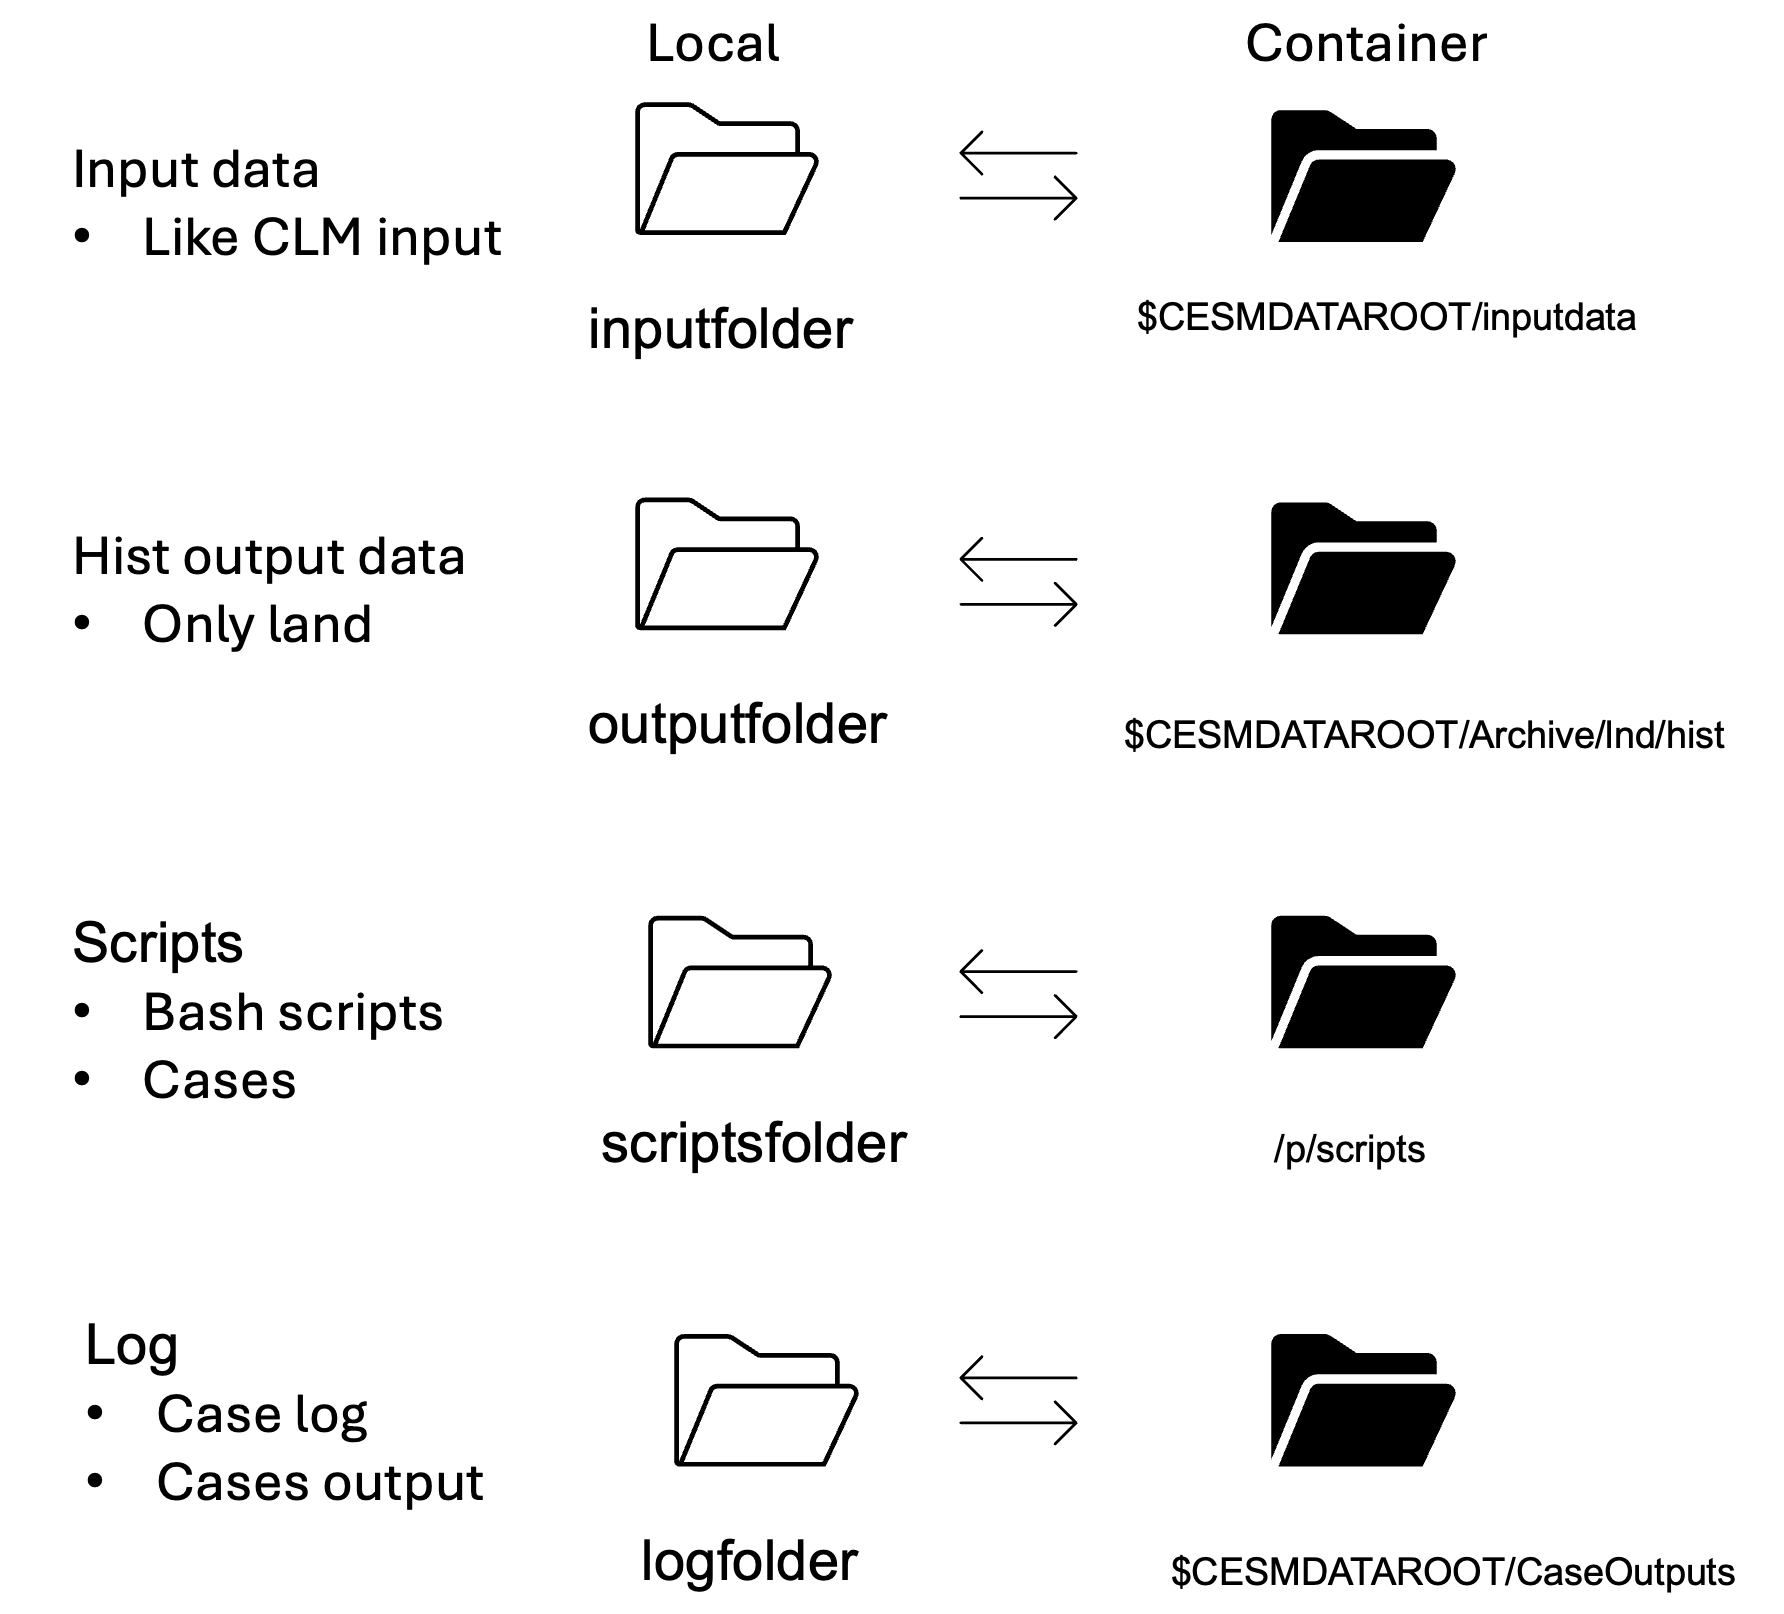 Local
Container
Input data
• Like CLM input
inputfolder
$CESMDATAROOT/inputdata
Hist output data
• Only land
outputfolder
$CESMDATAROOT/Archive/lnd/hist
Scripts
• Bash scripts
• Cases
scriptsfolder
/p/scripts
Log
• Case log
• Cases output
logfolder
$CESMDATAROOT/CaseOutputs